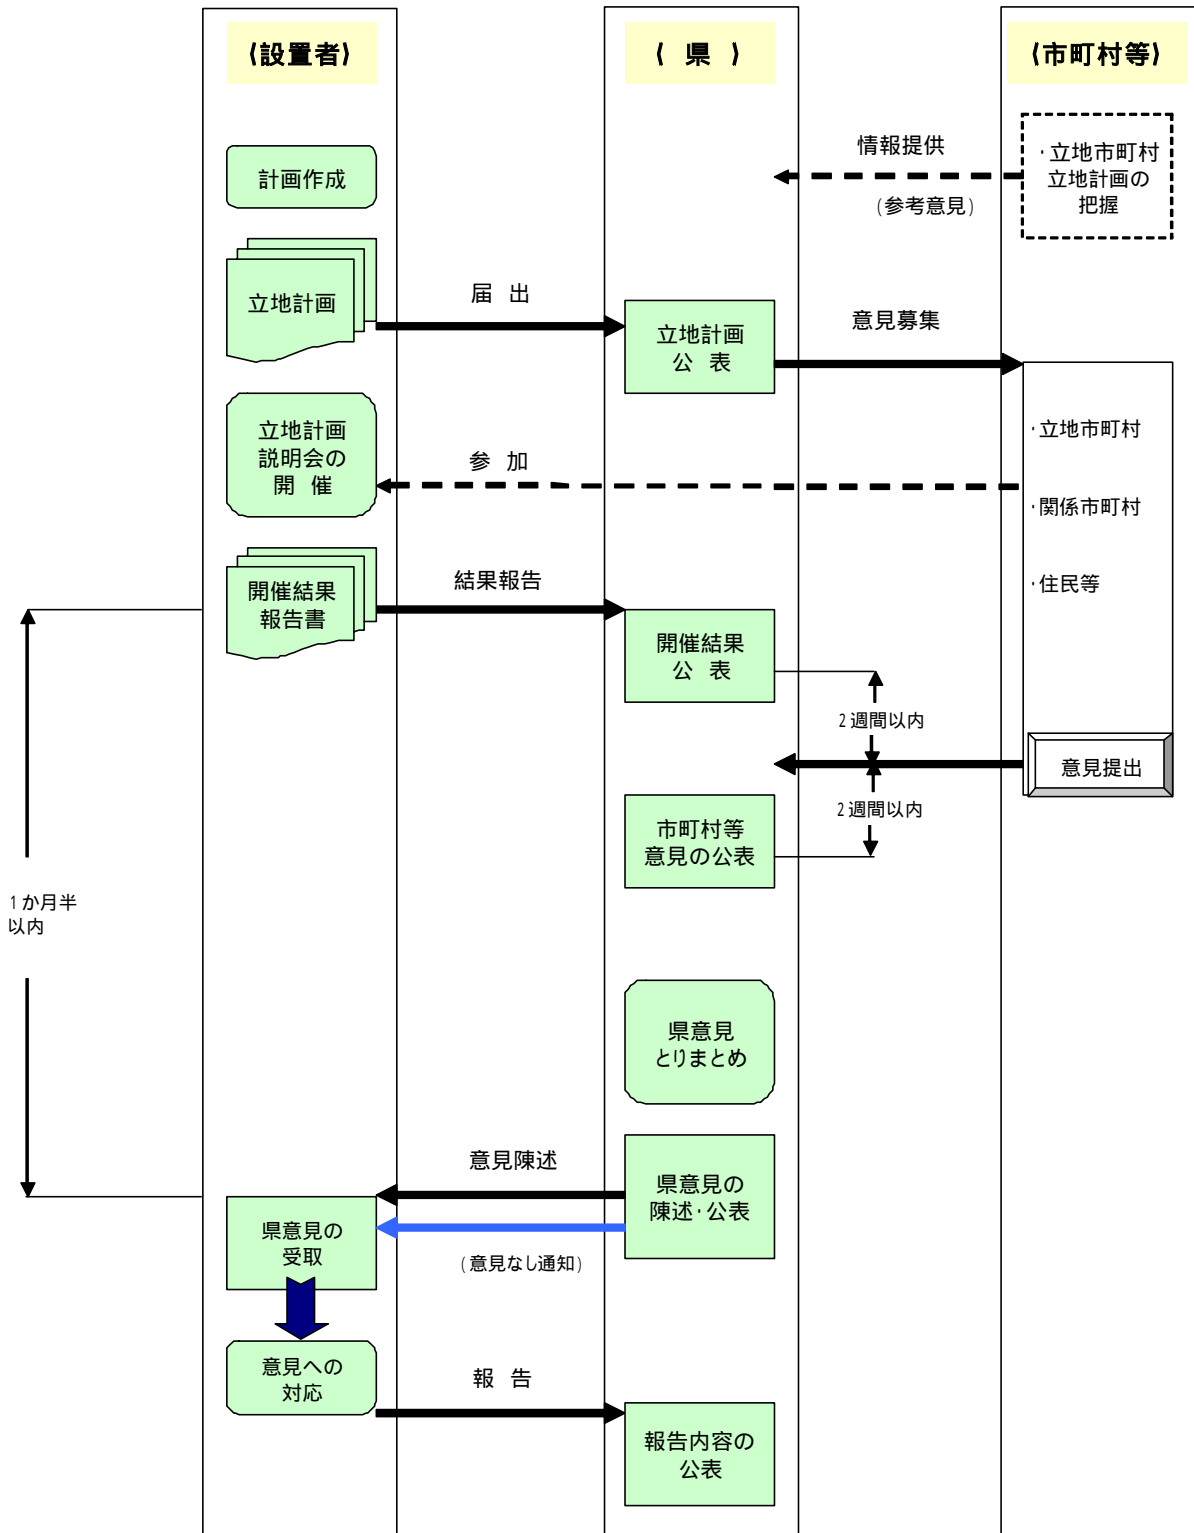 (設置者)
( 県 )
(市町村等)
計画作成
情報提供
(参考意見)
・立地市町村
立地計画の
把握
立地計画
届 出
立地計画
公 表
意見募集
立地計画
説明会の
開 催
参 加
・立地市町村
・関係市町村
・住民等
開催結果
報告書
結果報告
開催結果
公 表
2週間以内
意見提出
2週間以内
市町村等
意見の公表
1か月半
以内
県意見
とりまとめ
意見陳述
県意見の
陳述・公表
県意見の
受取
(意見なし通知)
意見への
対応
報 告
報告内容の
公表